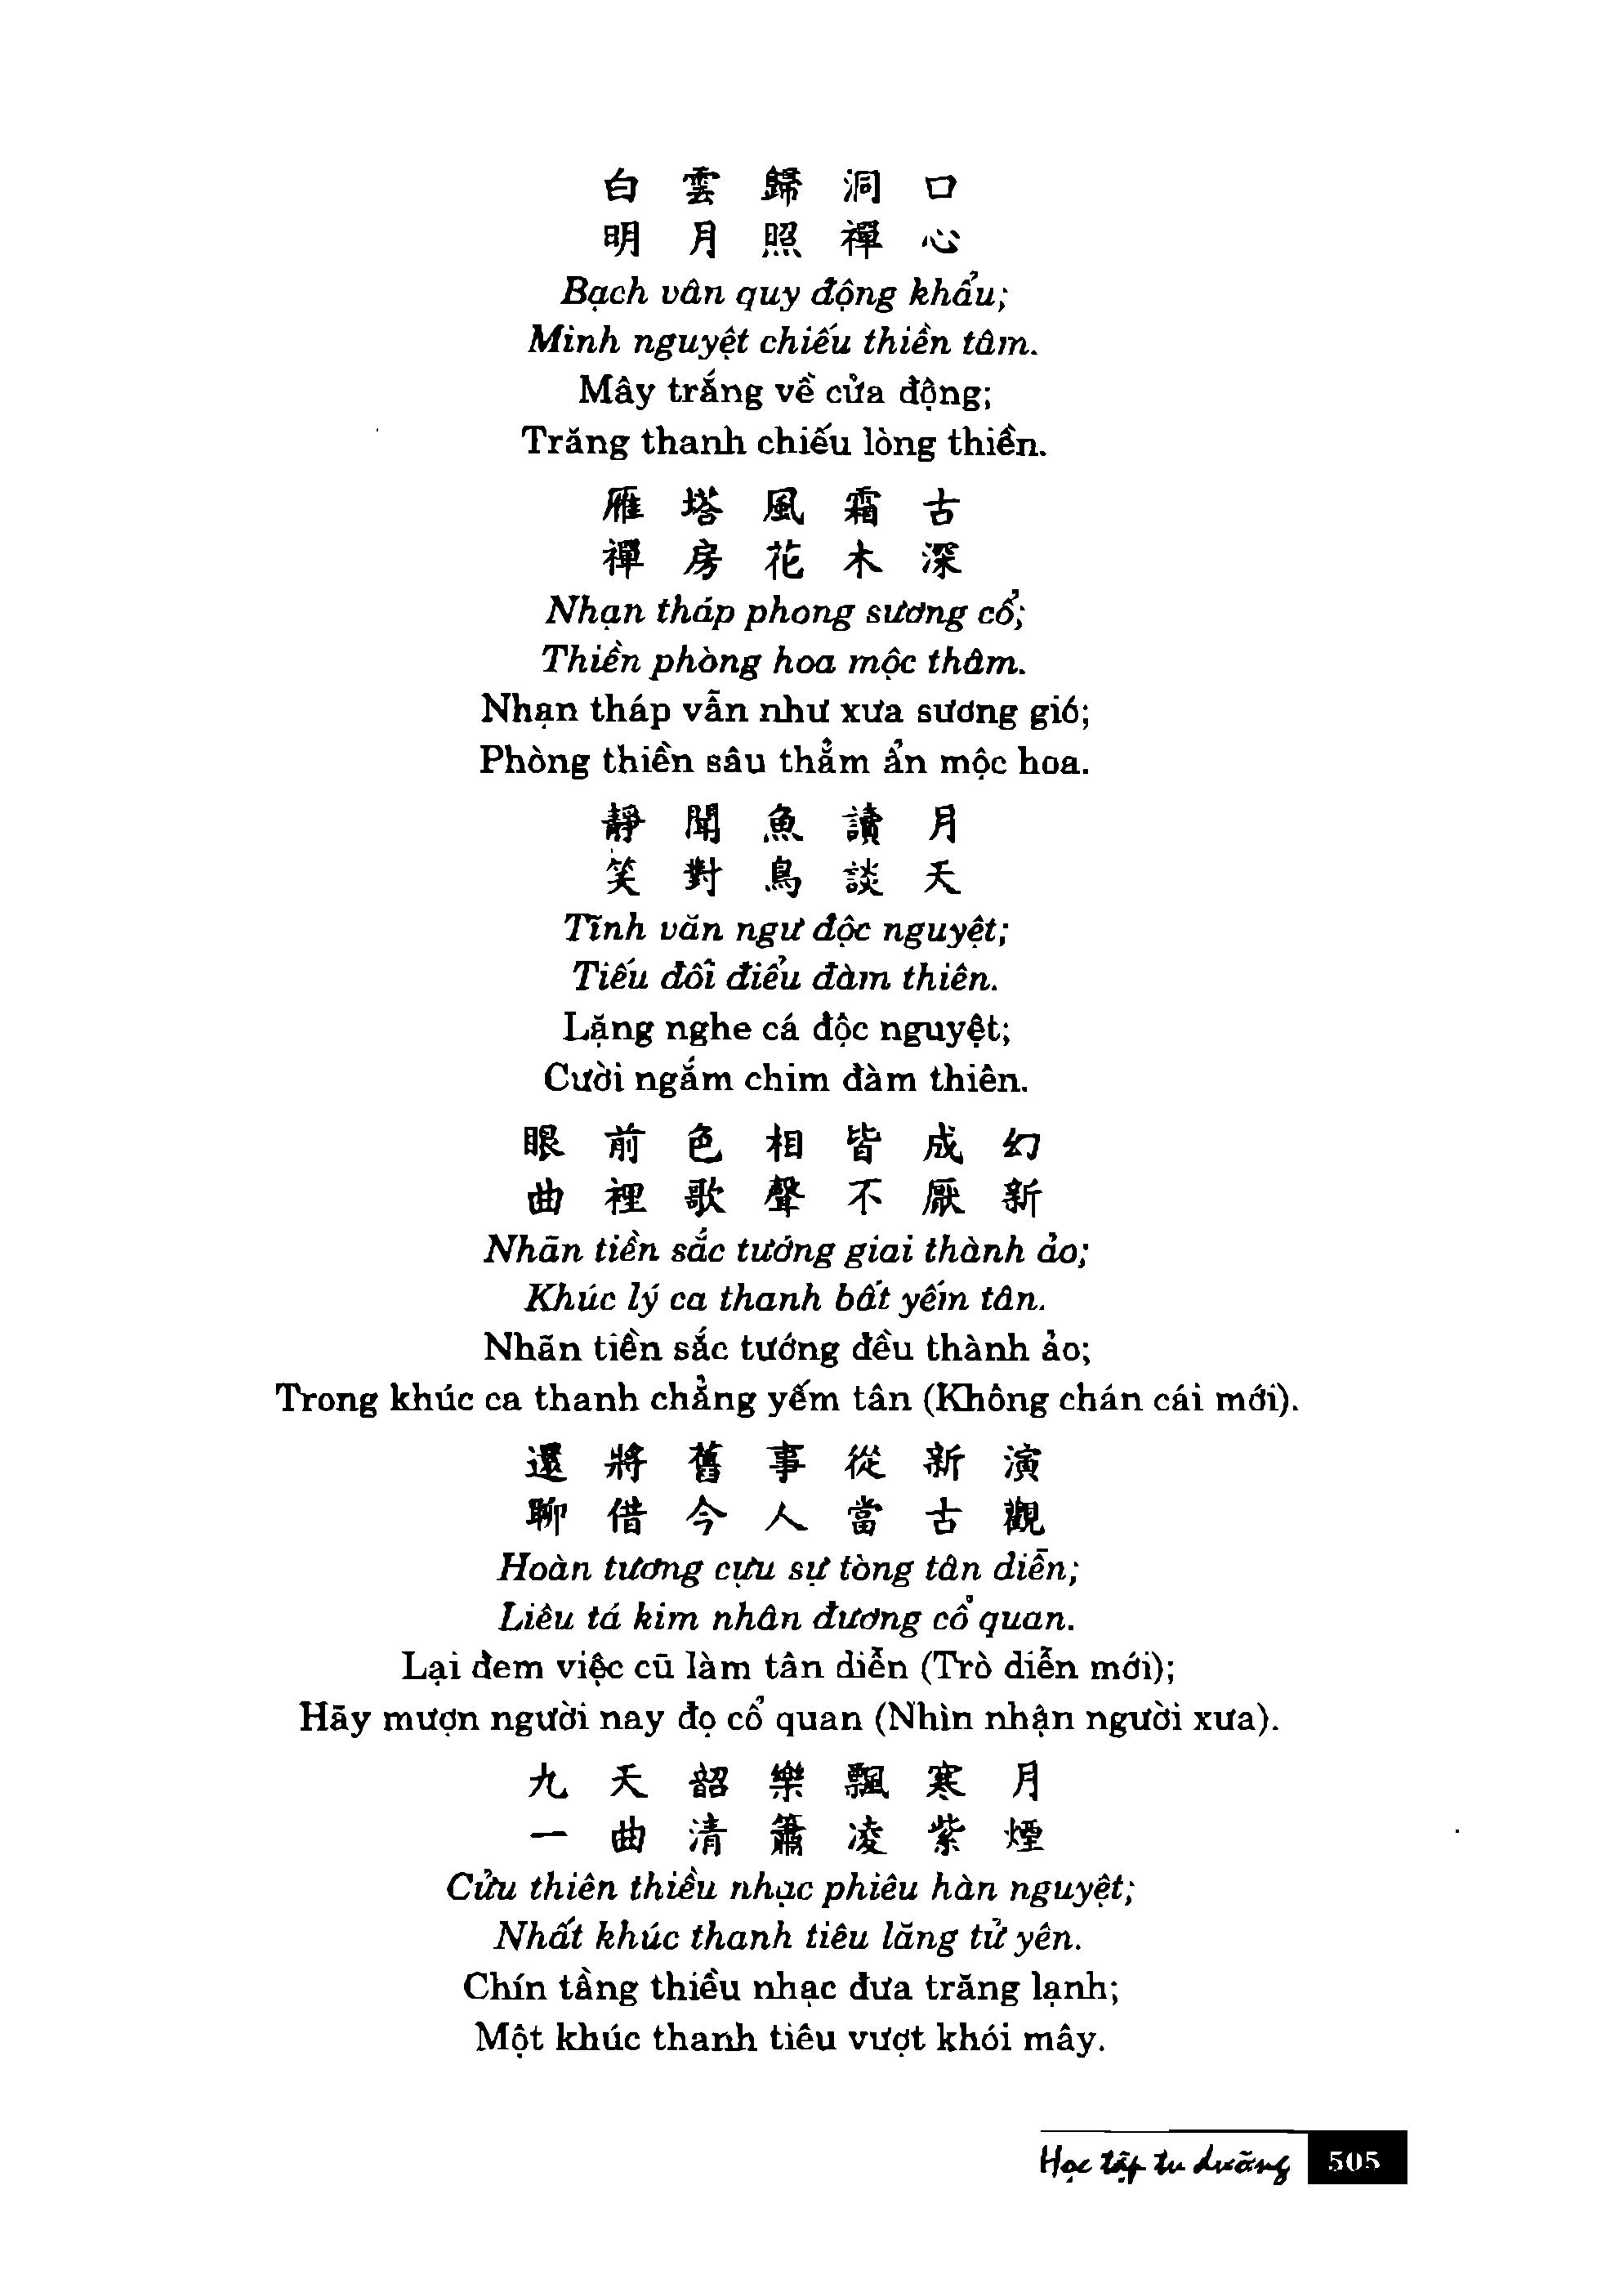 白雲歸洞口
明月照禪心
Bạch vân quy động khẩu;
Minh nguyệt chiếu thiền tâm.
Mây trắng về cửa động;
Trăng thanh chiếu lòng thiền.
雁塔風霜古
禪房花木深
Nhạn tháp phong sương cổ;
Thiền phòng hoa mộc thâm.
Nhạn tháp vẫn như xưa sương gió;
Phòng thiền sâu thẳm ẩn mộc hoa.
靜聞魚讀月
笑對鳥談天
Tĩnh văn ngư độc nguyệt;
Tiếu đối điểu đàm thiên.
Lặng nghe cá độc nguyệt;
Cười ngắm chim đàm thiên.
眼前色相皆成幻
曲裡歌聲不厭新
Nhãn tiền sắc tướng giai thành ảo;
Khúc lý ca thanh bất yếm tân.
Nhãn tiền sắc tướng đều thành ảo;
Trong khúc ca thanh chẳng yếm tân (Không chán cái mới).
還將舊事從新演
聊借今人當古觀
Hoàn tương cựu sự tòng tân diễn;
Liêu tá kim nhân đương cổ quan.
Lại đem việc cũ làm tân diễn (Trò diễn mới);
Hãy mượn người nay đọ cổ quan (Nhìn nhận người xưa).
九天韶樂飄寒月
一曲清簫凌紫煙
Cửu thiên thiều nhạc phiêu hàn nguyệt;
Nhất khúc thanh tiêu lăng tử yên.
Chín tầng thiều nhạc đưa trăng lạnh;
Một khúc thanh tiêu vượt khói mây.
Học tập tu dưỡng 505